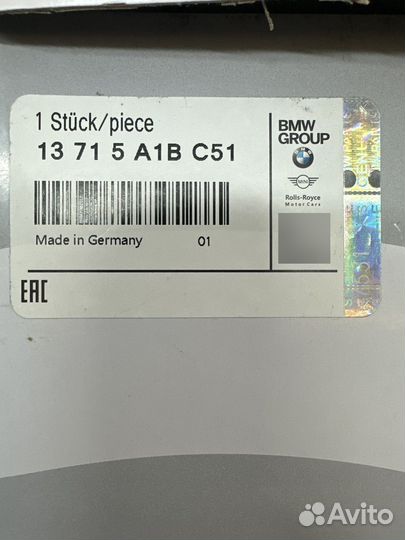 1 Stück/piece
13 71 5 A1B C51
Made in Germany 01
BMW
GROUP
MINI
Rolls-Royce
Motor Cars
EAC
Avito